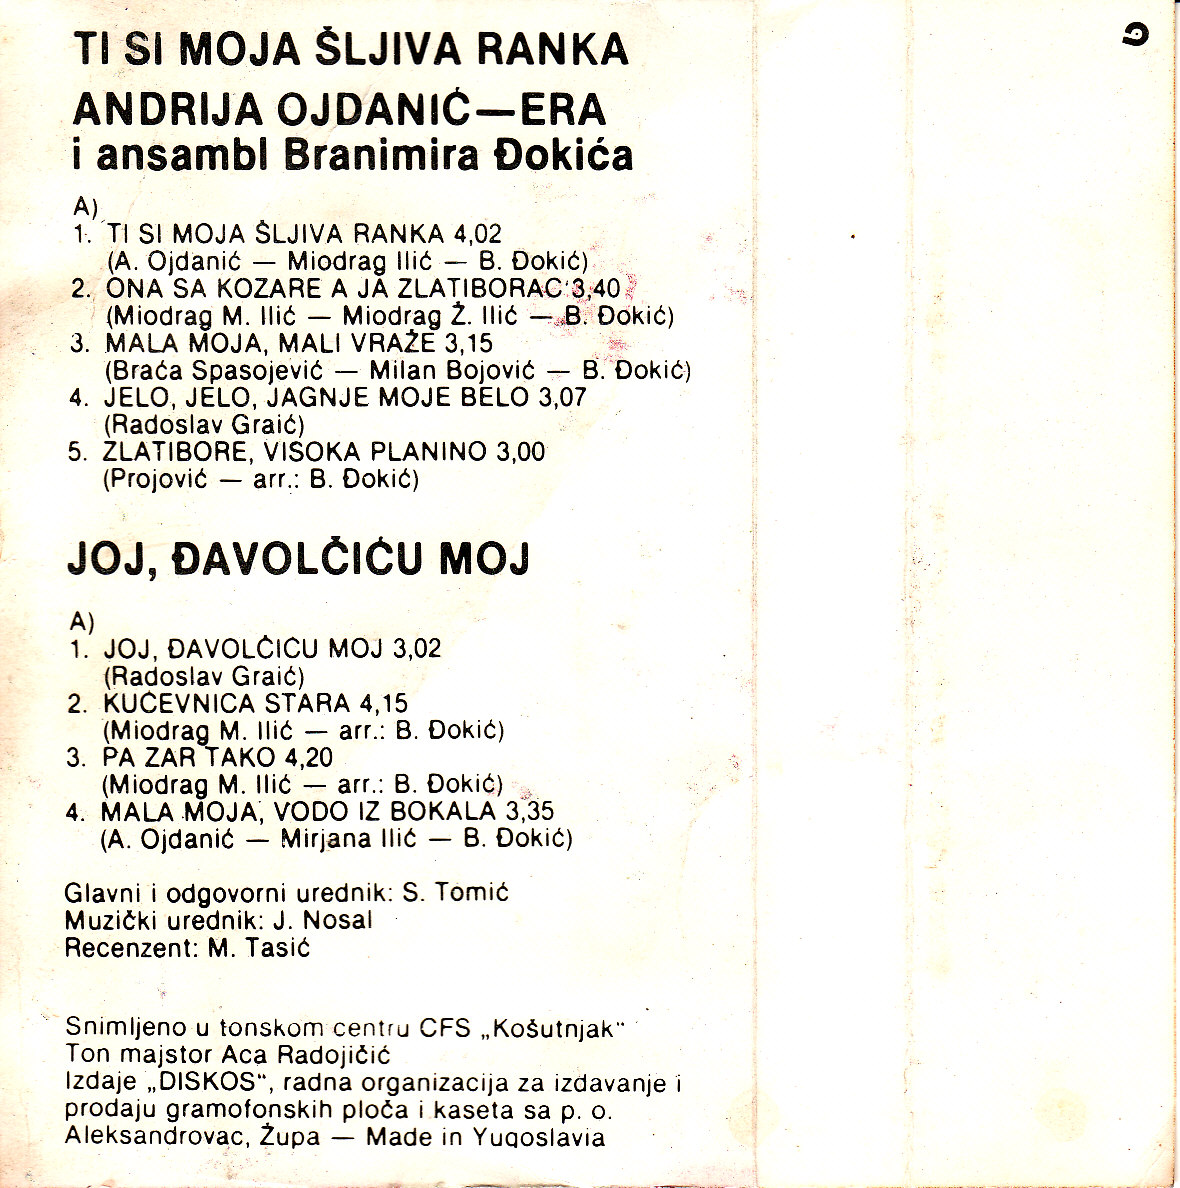 TI SI MOJA ŠLJIVA RANKA
ANDRIJA OJDANIĆ—ERA
i ansambl Branimira Đokića
A)
1. TI SI MOJA ŠLJIVA RANKA 4,02
(A. Ojdanić — Miodrag Ilić — B. Đokić)
2. ONA SA KOZARE A JA ZLATIBORAC 3,40
(Miodrag M. Ilić — Miodrag Ž. Ilić — B. Đokić)
3. MALA MOJA, MALI VRAŽE 3,15
(Braća Spasojević — Milan Bojović — B. Đokić)
4. JELO, JELO, JAGNJE MOJE BELO 3,07
(Radoslav Graić)
5. ZLATIBORE, VISOKA PLANINO 3,00
(Projović — arr.: B. Đokić)
JOJ, ĐAVOLČIĆU MOJ
A)
1. JOJ, ĐAVOLČIĆU MOJ 3,02
(Radoslav Graić)
2. KUĆEVNICA STARA 4,15
(Miodrag M. Ilić — arr.: B. Đokić)
3. PA ZAR TAKO 4,20
(Miodrag M. Ilić — arr.: B. Đokić)
4. MALA MOJA, VODO IZ BOKALA 3,35
(A. Ojdanić — Mirjana Ilić — B. Đokić)
Glavni i odgovorni urednik: S. Tomić
Muzički urednik: J. Nosal
Recenzent: M. Tasić
Snimljeno u tonskom centru CFS „Košutnjak“
Ton majstor Aca Radojičić
Izdaje „DISKOS“, radna organizacija za izdavanje i
prodaju gramofonskih ploča i kaseta sa p. o.
Aleksandrovac, Župa — Made in Yugoslavia